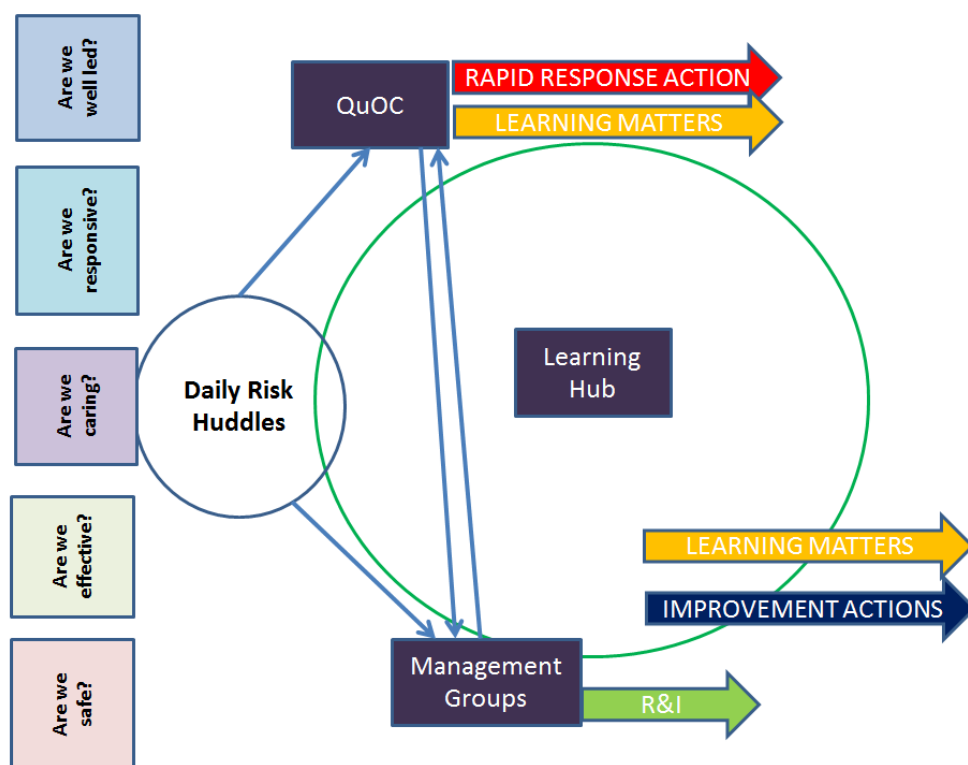 Are we
well led?
Are we
responsive?
Are we
caring?
Are we
effective?
Are we
safe?
QuOC
RAPID RESPONSE ACTION
LEARNING MATTERS
Daily Risk
Huddles
Learning
Hub
LEARNING MATTERS
IMPROVEMENT ACTIONS
Management
Groups
R&I